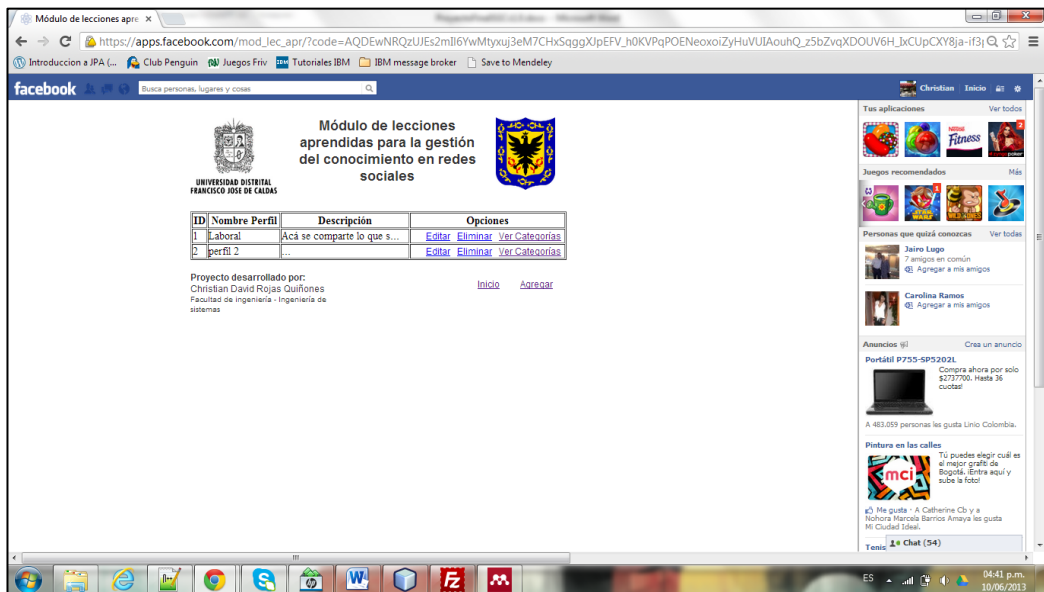 Módulo de lecciones apre
https://apps.facebook.com/mod_lec_apr/?code=
Introduccion a JPA (... Club Penguin Juegos Friv Tutoriales IBM IBM message broker Save to Mendeley
facebook Busca personas, lugares y cosas Christian Inicio
Módulo de lecciones
aprendidas para la gestión
del conocimiento en redes
sociales
UNIVERSIDAD DISTRITAL
FRANCISCO JOSE DE CALDAS
ID Nombre Perfil Descripción Opciones
1 Laboral Acá se comparte lo que s... Editar Eliminar Ver Categorías
2 perfil 2 ... Editar Eliminar Ver Categorías
Proyecto desarrollado por:
Christian David Rojas Quiñones
Facultad de ingeniería - Ingeniería de
sistemas
Inicio Agregar
Tus aplicaciones Ver todos
Fitness
poker
Juegos recomendados Más
Personas que quizá conozcas Ver todas
Jairo Lugo
7 amigos en común
Agregar a mis amigos
Carolina Ramos
Agregar a mis amigos
Anuncios Crea un anuncio
Portátil P755-SP5202L
Compra ahora por solo
$2737700. Hasta 36
cuotas!
A 483.059 personas les gusta Linio Colombia.
Pintura en las calles
mci
Tú puedes elegir cuál es
el mejor grafiti de
Bogotá. ¡Entra aquí y
sube la foto!
Me gusta · A Catherine Cb y a
Nohora Marcela Barrios Amaya les gusta
Mi Ciudad Ideal.
Tenis
Chat (54)
ES 04:41 p.m.
10/06/2013